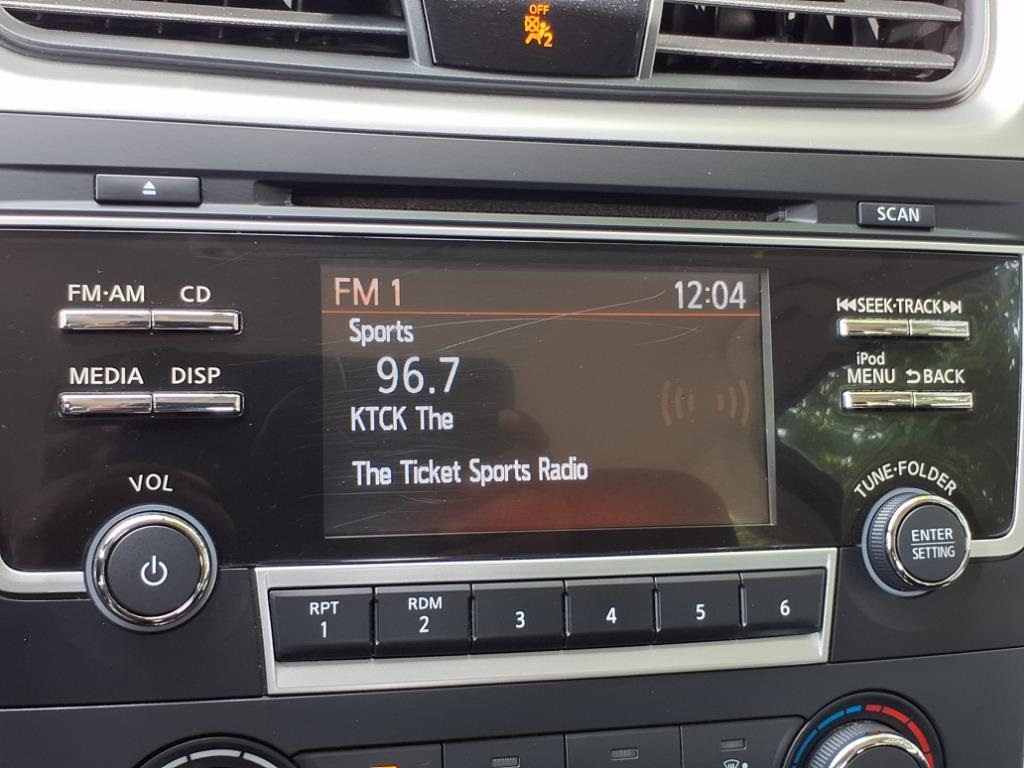 OFF
2
SCAN
FM·AM CD
SEEK·TRACK
MEDIA DISP
iPod
MENU BACK
FM 1 12:04
Sports
96.7
KTCK The
The Ticket Sports Radio
VOL
TUNE·FOLDER
ENTER
SETTING
RPT
1
RDM
2
3
4
5
6